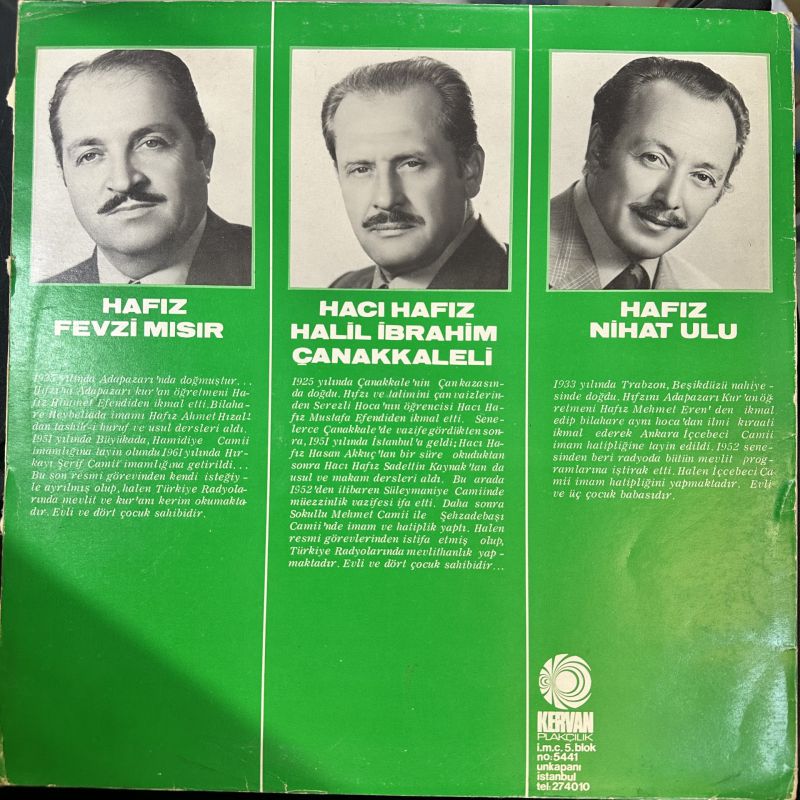 HAFIZ
FEVZİ MISIR
1925 yılında Adapazarı'nda doğmuştur...
Hıfzını Adapazarı kur'an öğretmeni Ha-
fız Himmet Efendiden ikmal etti. Bilaha-
re Heybeliada imamı Hafız Ahmet Hızal'
dan tashih-i huruf ve usul dersleri aldı.
1951 yılında Büyükada, Hamidiye Camii
imamlığına tayin olundu 1961 yılında Hır-
kayı Şerif Camii imamlığına getirildi...
Bu son resmi görevinden kendi isteğiy-
le ayrılmış olup, halen Türkiye Radyola-
rında mevlit ve kur'anı kerim okumakta-
dır. Evli ve dört çocuk sahibidir.
HACI HAFIZ
HALİL İBRAHİM
ÇANAKKALELİ
1925 yılında Çanakkale'nin Çan kazasın-
da doğdu. Hıfzı ve talimini çan vaizlerin-
den Serezli Hoca'nın öğrencisi Hacı Ha-
fız Mustafa Efendiden ikmal etti. Sene-
lerce Çanakkale'de vazife gördükten son-
ra, 1951 yılında İstanbul'a geldi; Hacı Ha-
fız Hasan Akkuş'tan bir süre okuduktan
sonra Hacı Hafız Sadettin Kaynak'tan da
usul ve makam dersleri aldı. Bu arada
1952'den itibaren Süleymaniye Camiinde
müezzinlik vazifesi ifa etti. Daha sonra
Sokullu Mehmet Camii ile Şehzadebaşı
Camii'nde imam ve hatiplik yaptı. Halen
resmi görevlerinden istifa etmiş olup,
Türkiye Radyolarında mevlithanlık yap-
maktadır. Evli ve dört çocuk sahibidir...
HAFIZ
NİHAT ULU
1933 yılında Trabzon, Beşikdüzü nahiye-
sinde doğdu. Hıfzını Adapazarı Kur'an öğ
retmeni Hafız Mehmet Eren'den ikmal
edip bilahare aynı hoca'dan ilmi kıraati
ikmal ederek Ankara İçcebeci Camii
imam hatipliğine tayin edildi. 1952 sene-
sinden beri radyoda bütün mevlit prog-
ramlarına iştirak etti. Halen İçcebeci Ca
mii imam hatipliğini yapmaktadır. Evli
ve üç çocuk babasıdır.
KERVAN
PLAKÇILIK
i.m.c. 5. blok
no: 5441
unkapanı
istanbul
tel: 274010